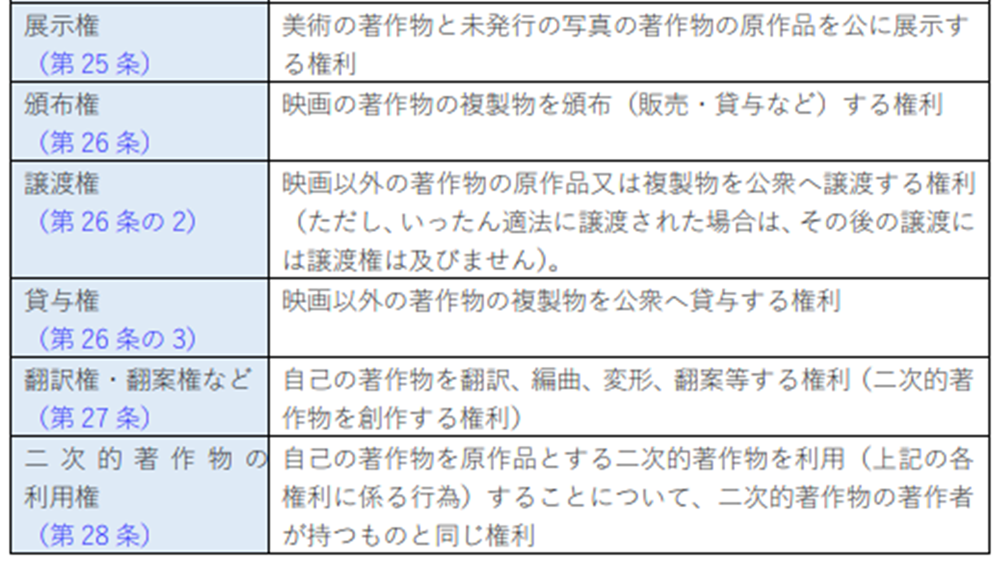 展示権
（第 25 条）
美術の著作物と未発行の写真の著作物の原作品を公に展示す
る権利
頒布権
（第 26 条）
映画の著作物の複製物を頒布（販売・貸与など）する権利
譲渡権
（第 26 条の 2）
映画以外の著作物の原作品又は複製物を公衆へ譲渡する権利
（ただし、いったん適法に譲渡された場合は、その後の譲渡に
は譲渡権は及びません）。
貸与権
（第 26 条の 3）
映画以外の著作物の複製物を公衆へ貸与する権利
翻訳権・翻案権など
（第 27 条）
自己の著作物を翻訳、編曲、変形、翻案等する権利（二次的著
作物を創作する権利）
二次的著作物の
利用権
（第 28 条）
自己の著作物を原作品とする二次的著作物を利用（上記の各
権利に係る行為）することについて、二次的著作物の著作者
が持つものと同じ権利